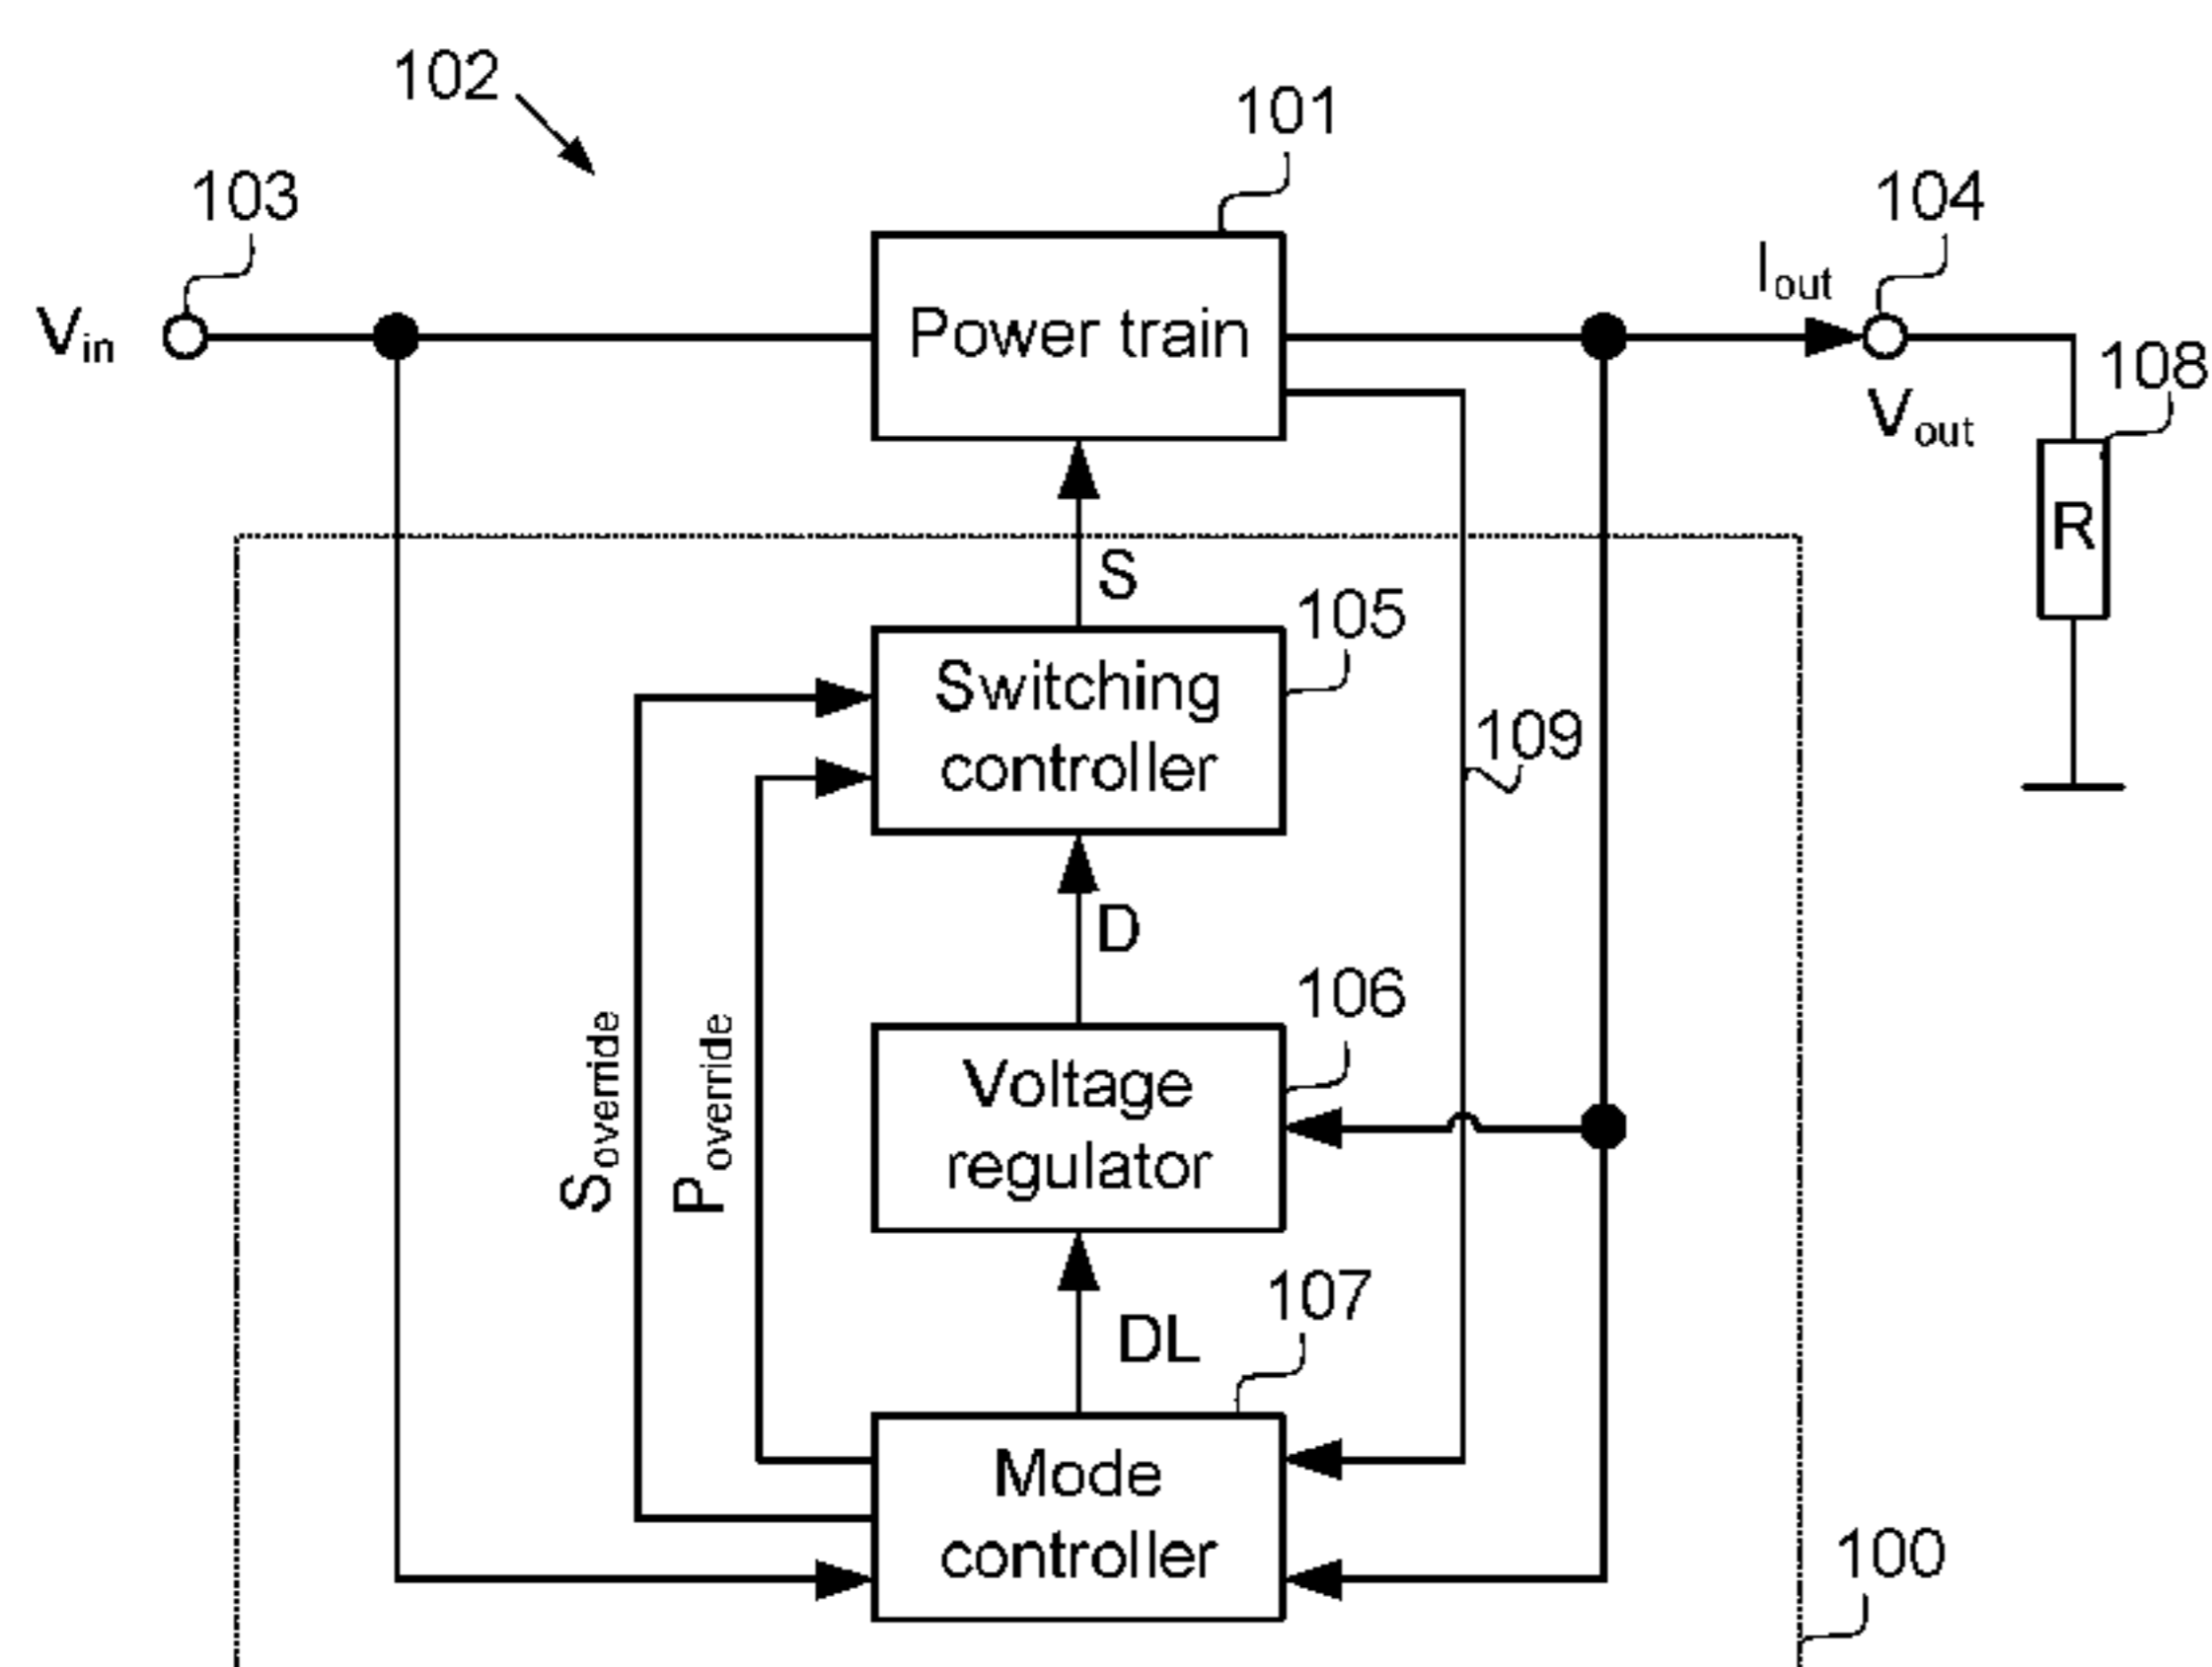 102
101
103
104
Vin
Power train
Iout
Vout
108
R
S
105
Switching
controller
109
D
106
Soverride
Poverride
Voltage
regulator
107
DL
Mode
controller
100